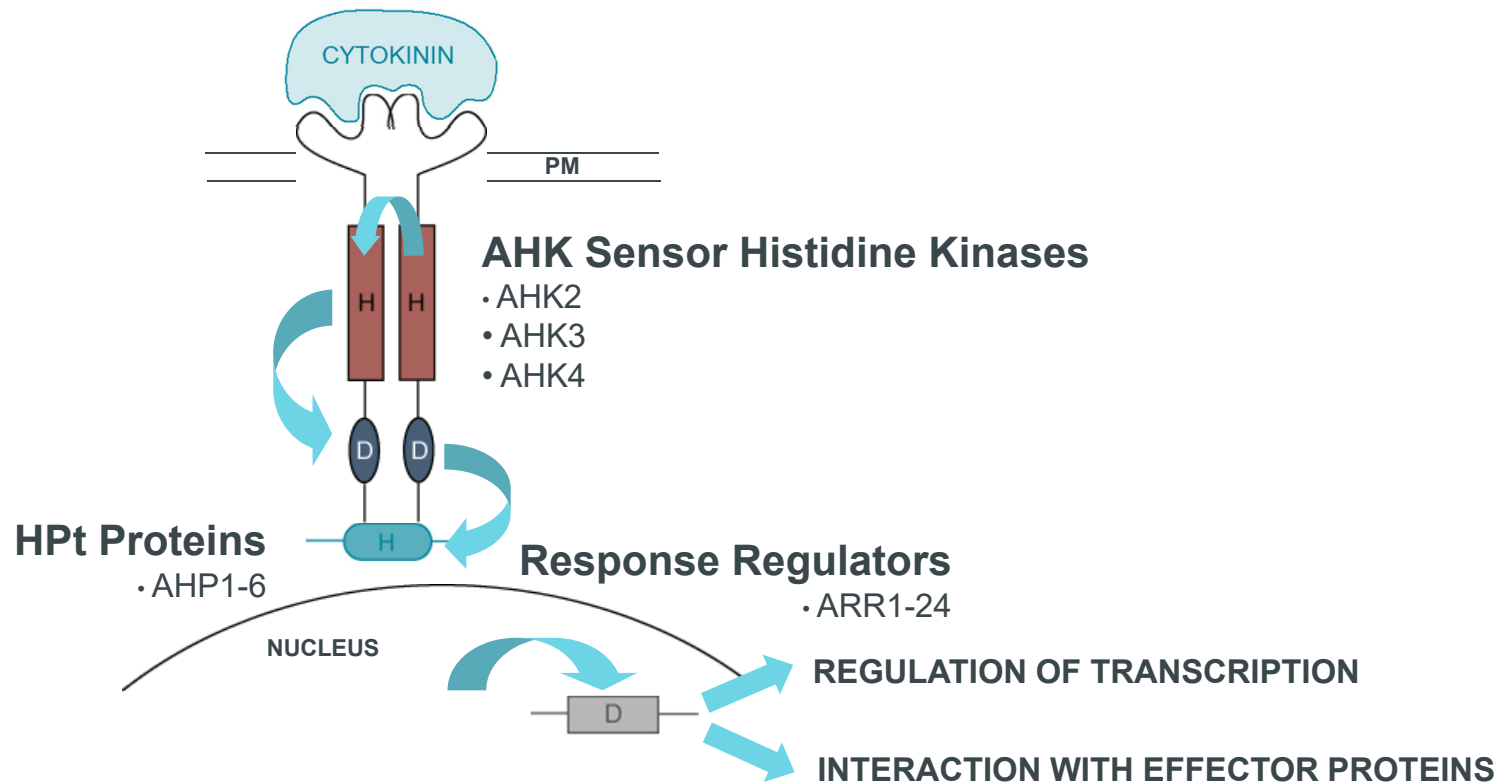 CYTOKININ
PM
AHK Sensor Histidine Kinases
• AHK2
• AHK3
• AHK4
H H
D D
HPt Proteins
• AHP1-6
H
Response Regulators
• ARR1-24
NUCLEUS
REGULATION OF TRANSCRIPTION
D
INTERACTION WITH EFFECTOR PROTEINS